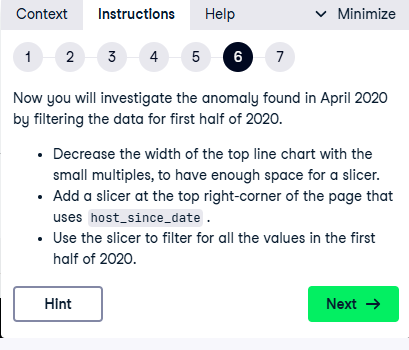 Context Instructions Help Minimize
1 2 3 4 5 6 7
Now you will investigate the anomaly found in April 2020
by filtering the data for first half of 2020.
• Decrease the width of the top line chart with the
small multiples, to have enough space for a slicer.
• Add a slicer at the top right-corner of the page that
uses host_since_date .
• Use the slicer to filter for all the values in the first
half of 2020.
HInt Next →